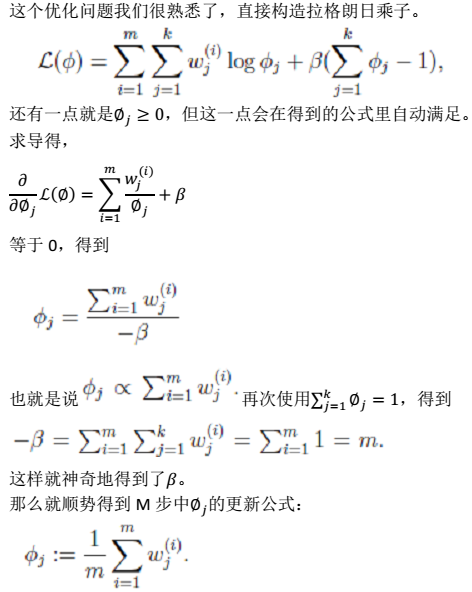 这个优化问题我们很熟悉了，直接构造拉格朗日乘子。
$\mathcal{L}(\phi) = \sum_{i=1}^{m} \sum_{j=1}^{k} w_j^{(i)} \log \phi_j + \beta(\sum_{j=1}^{k} \phi_j - 1),$
还有一点就是$\emptyset_j \geq 0$，但这一点会在得到的公式里自动满足。
求导得，
$\frac{\partial}{\partial \emptyset_j} \mathcal{L}(\emptyset) = \sum_{i=1}^{m} \frac{w_j^{(i)}}{\emptyset_j} + \beta$
等于 0，得到
$\phi_j = \frac{\sum_{i=1}^{m} w_j^{(i)}}{-\beta}$
也就是说$\phi_j \propto \sum_{i=1}^{m} w_j^{(i)}.$再次使用$\sum_{j=1}^{k} \emptyset_j = 1$，得到
$-\beta = \sum_{i=1}^{m} \sum_{j=1}^{k} w_j^{(i)} = \sum_{i=1}^{m} 1 = m.$
这样就神奇地得到了$\beta$。
那么就顺势得到 M 步中$\emptyset_j$的更新公式：
$\phi_j := \frac{1}{m} \sum_{i=1}^{m} w_j^{(i)}.$